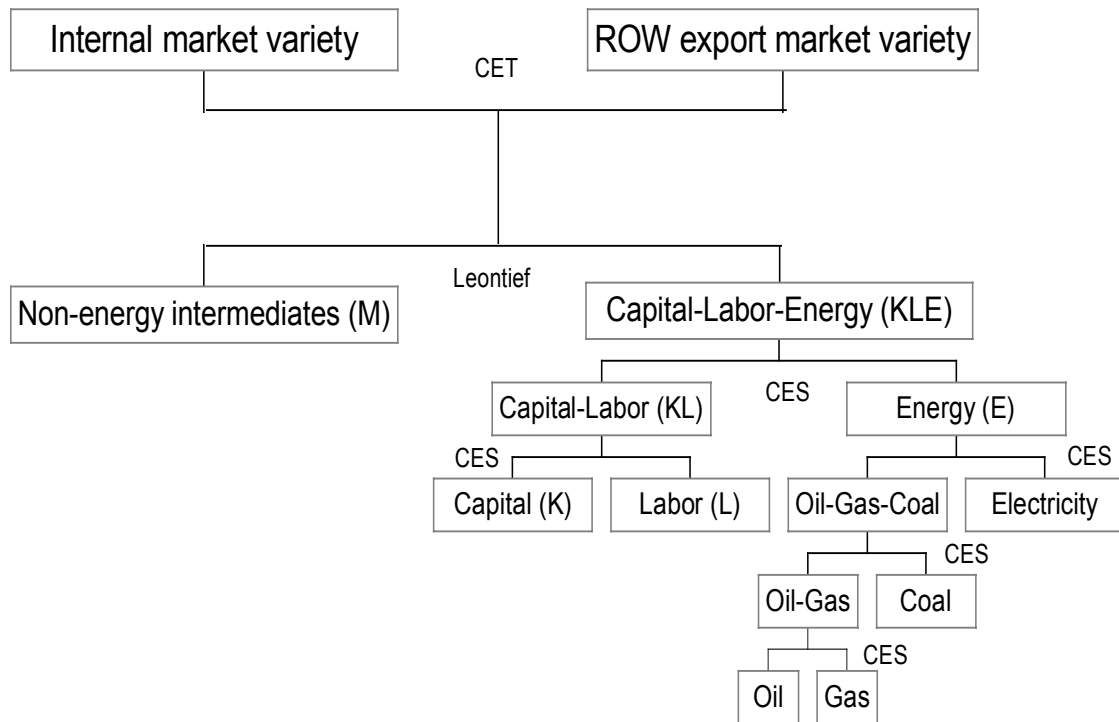 Internal market variety
ROW export market variety
CET
Leontief
Non-energy intermediates (M)
Capital-Labor-Energy (KLE)
CES
Capital-Labor (KL)
Energy (E)
CES
CES
Capital (K)
Labor (L)
Oil-Gas-Coal
Electricity
CES
Oil-Gas
Coal
CES
Oil
Gas